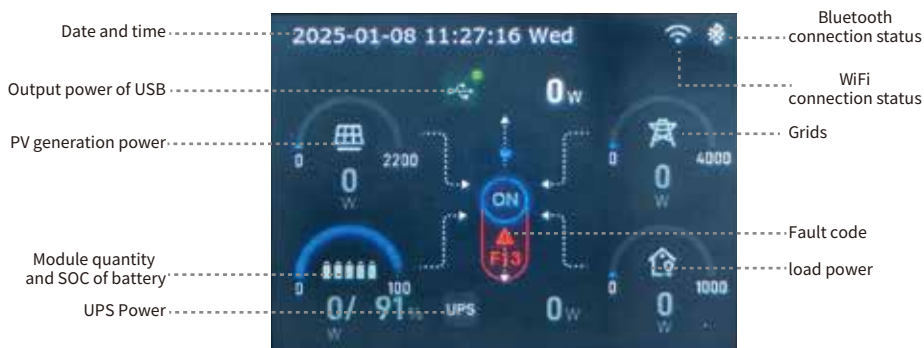 Date and time
Output power of USB
PV generation power
Module quantity
and SOC of battery
UPS Power
2025-01-08 11:27:16 Wed
0 W
0
2200
0
W
0
4000
0
W
ON
F13
0
100
0/ 91%
W
UPS
0 W
0
1000
0
W
Bluetooth
connection status
WiFi
connection status
Grids
Fault code
load power